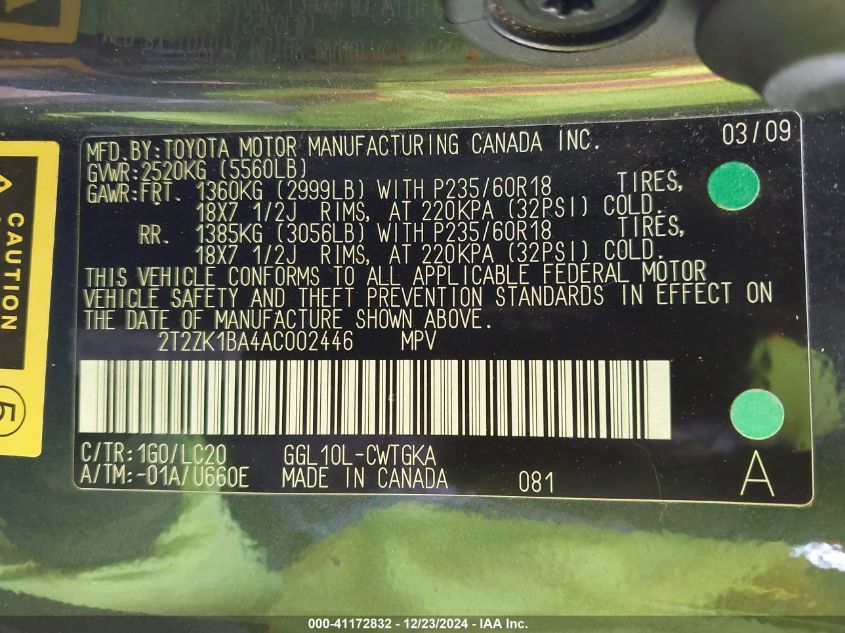 MFD.BY:TOYOTA MOTOR MANUFACTURING CANADA INC. 03/09
GVWR:2520KG (5560LB)
GAWR:FRT. 1360KG (2999LB) WITH P235/60R18 TIRES,
18X7 1/2J RIMS, AT 220KPA (32PSI) COLD.
RR. 1385KG (3056LB) WITH P235/60R18 TIRES,
18X7 1/2J RIMS, AT 220KPA (32PSI) COLD.
THIS VEHICLE CONFORMS TO ALL APPLICABLE FEDERAL MOTOR
VEHICLE SAFETY AND THEFT PREVENTION STANDARDS IN EFFECT ON
THE DATE OF MANUFACTURE SHOWN ABOVE.
2T2ZK1BA4AC002446 MPV
C/TR:1G0/LC20 GGL10L-CWTGKA
A/TM:-01A/U660E MADE IN CANADA 081 A
CAUTION
5
000-41172832 - 12/23/2024 - IAA Inc.